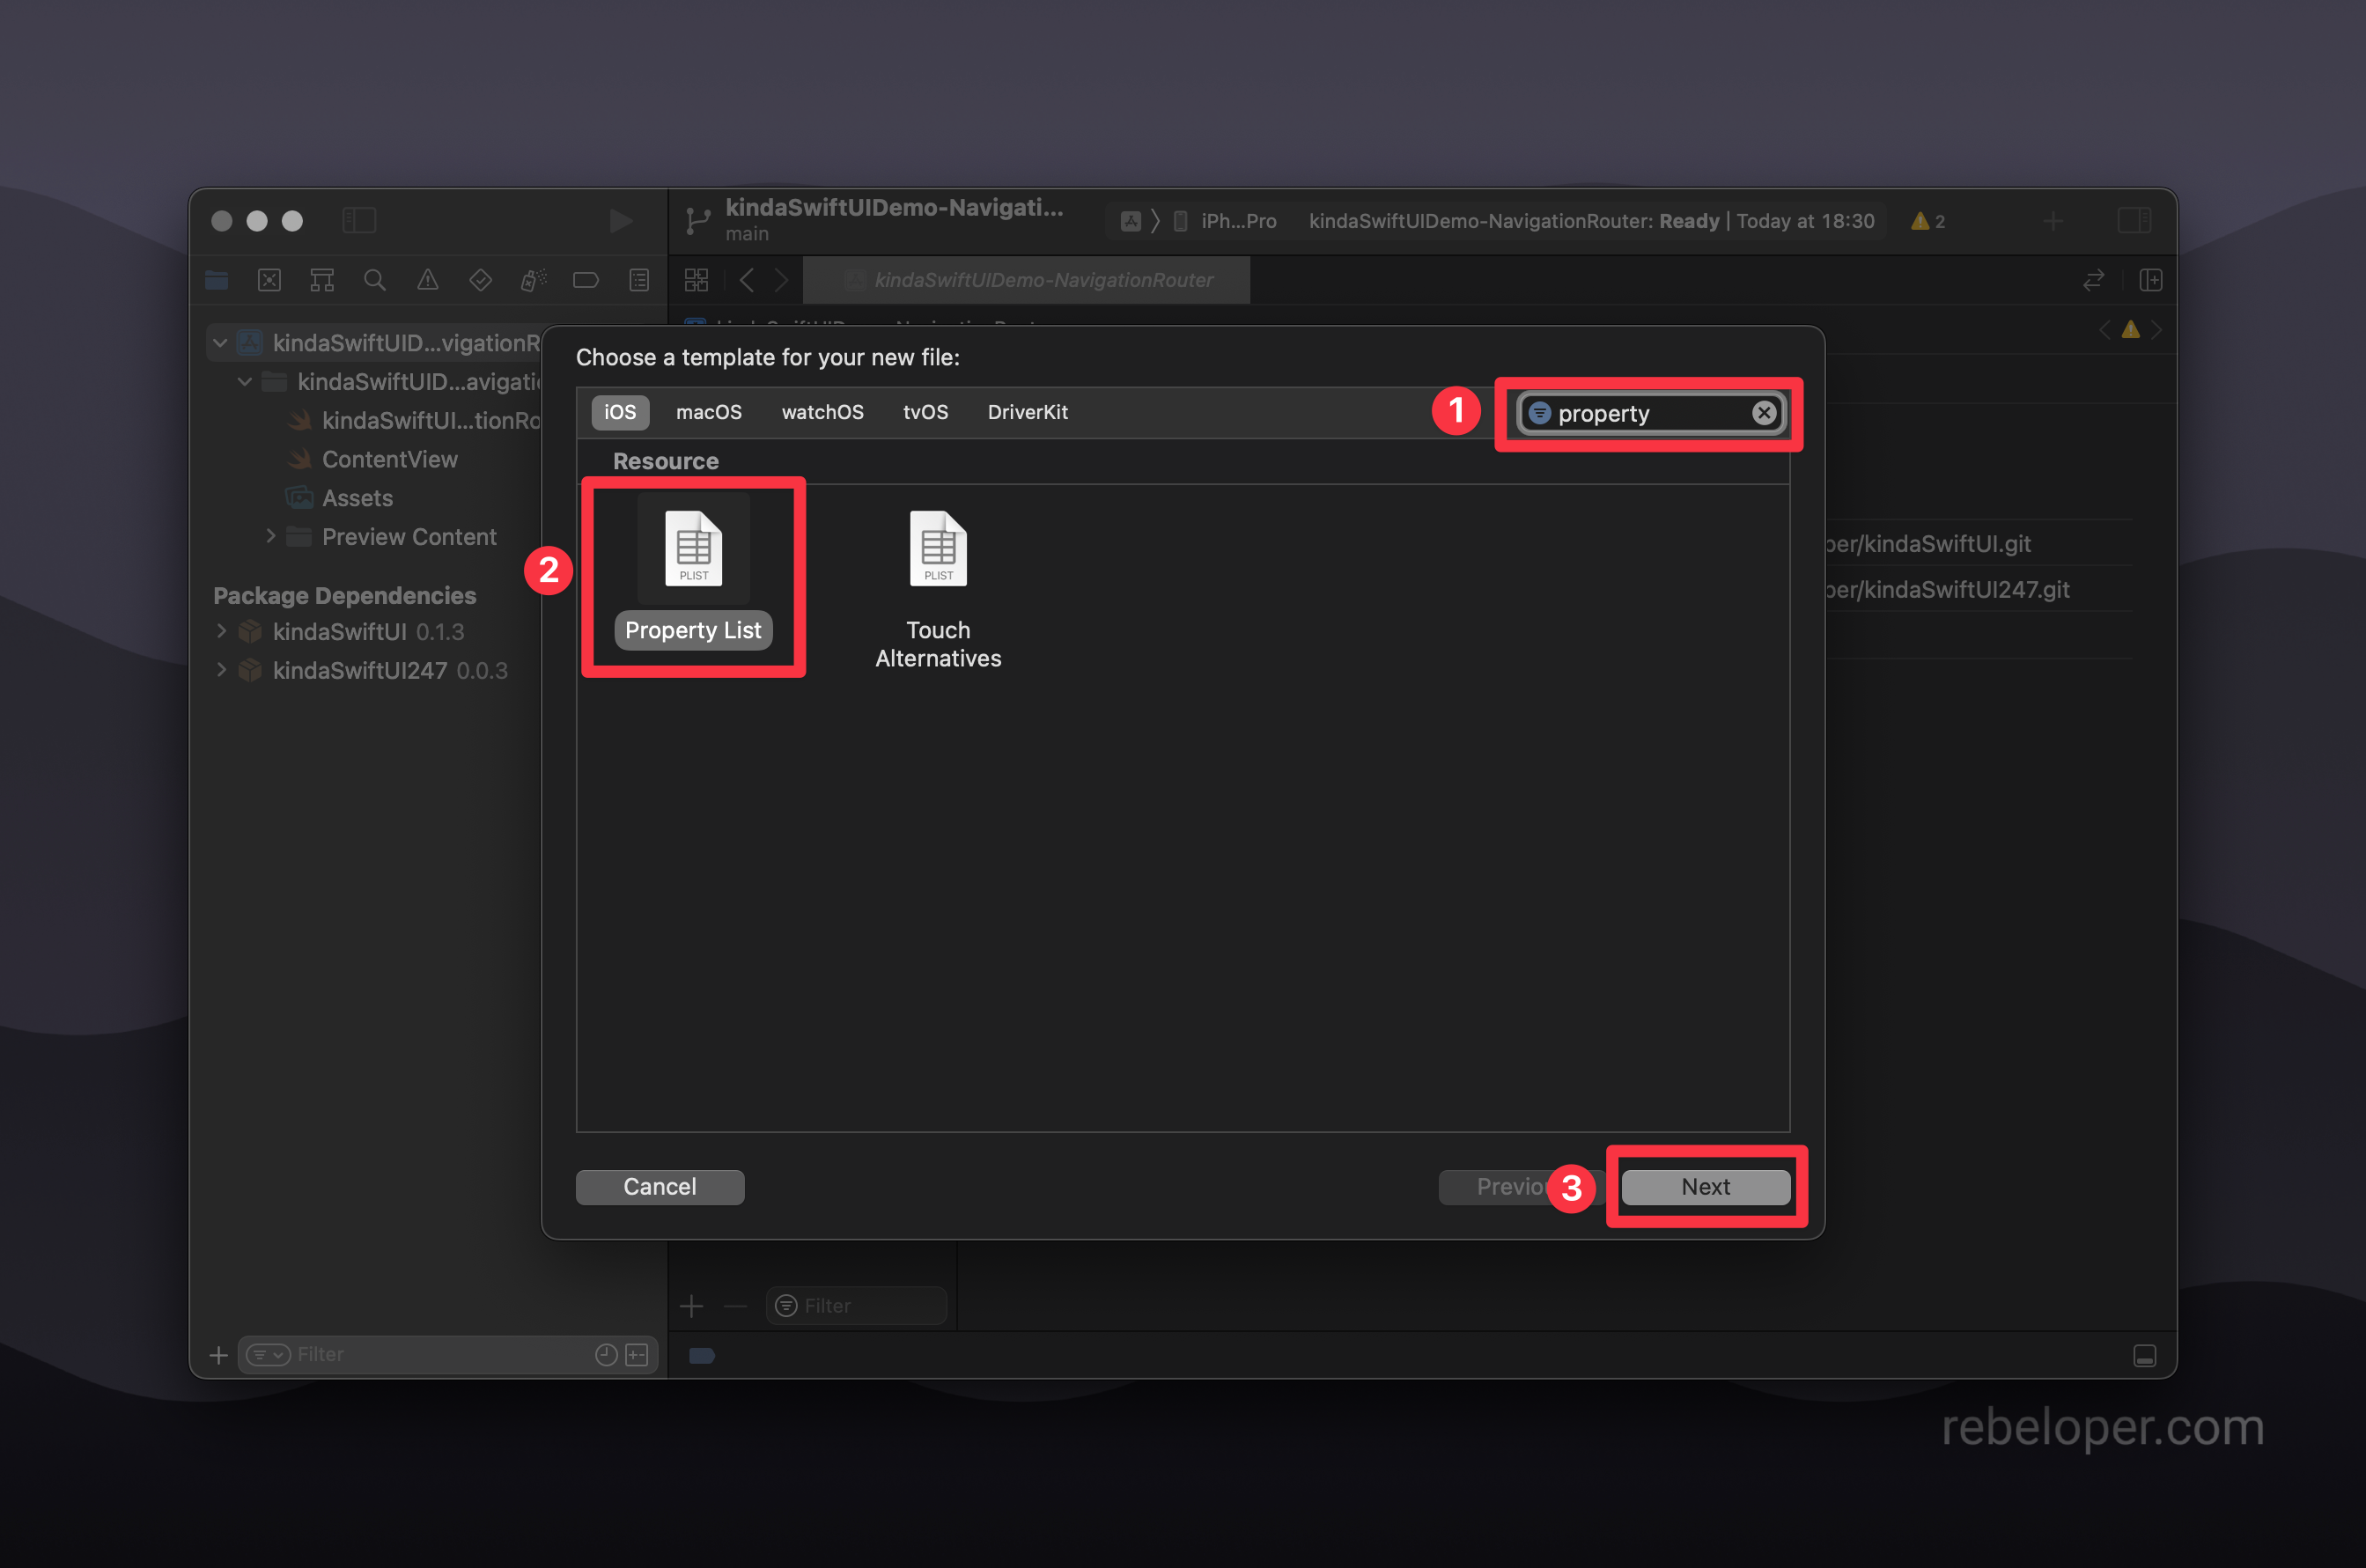 kindaSwiftUIDemo-Navigati...
main
iPh...Pro
kindaSwiftUIDemo-NavigationRouter: Ready | Today at 18:30
2
kindaSwiftUIDemo-NavigationRouter
kindaSwiftUID...vigationR
kindaSwiftUID...avigati
kindaSwiftUI...tionRo
ContentView
Assets
Preview Content
Package Dependencies
kindaSwiftUI 0.1.3
kindaSwiftUI247 0.0.3
Choose a template for your new file:
iOS
macOS
watchOS
tvOS
DriverKit
1
property
Resource
2
PLIST
Property List
PLIST
Touch
Alternatives
per/kindaSwiftUI.git
per/kindaSwiftUI247.git
Cancel
Previou
3
Next
Filter
Filter
rebeloper.com